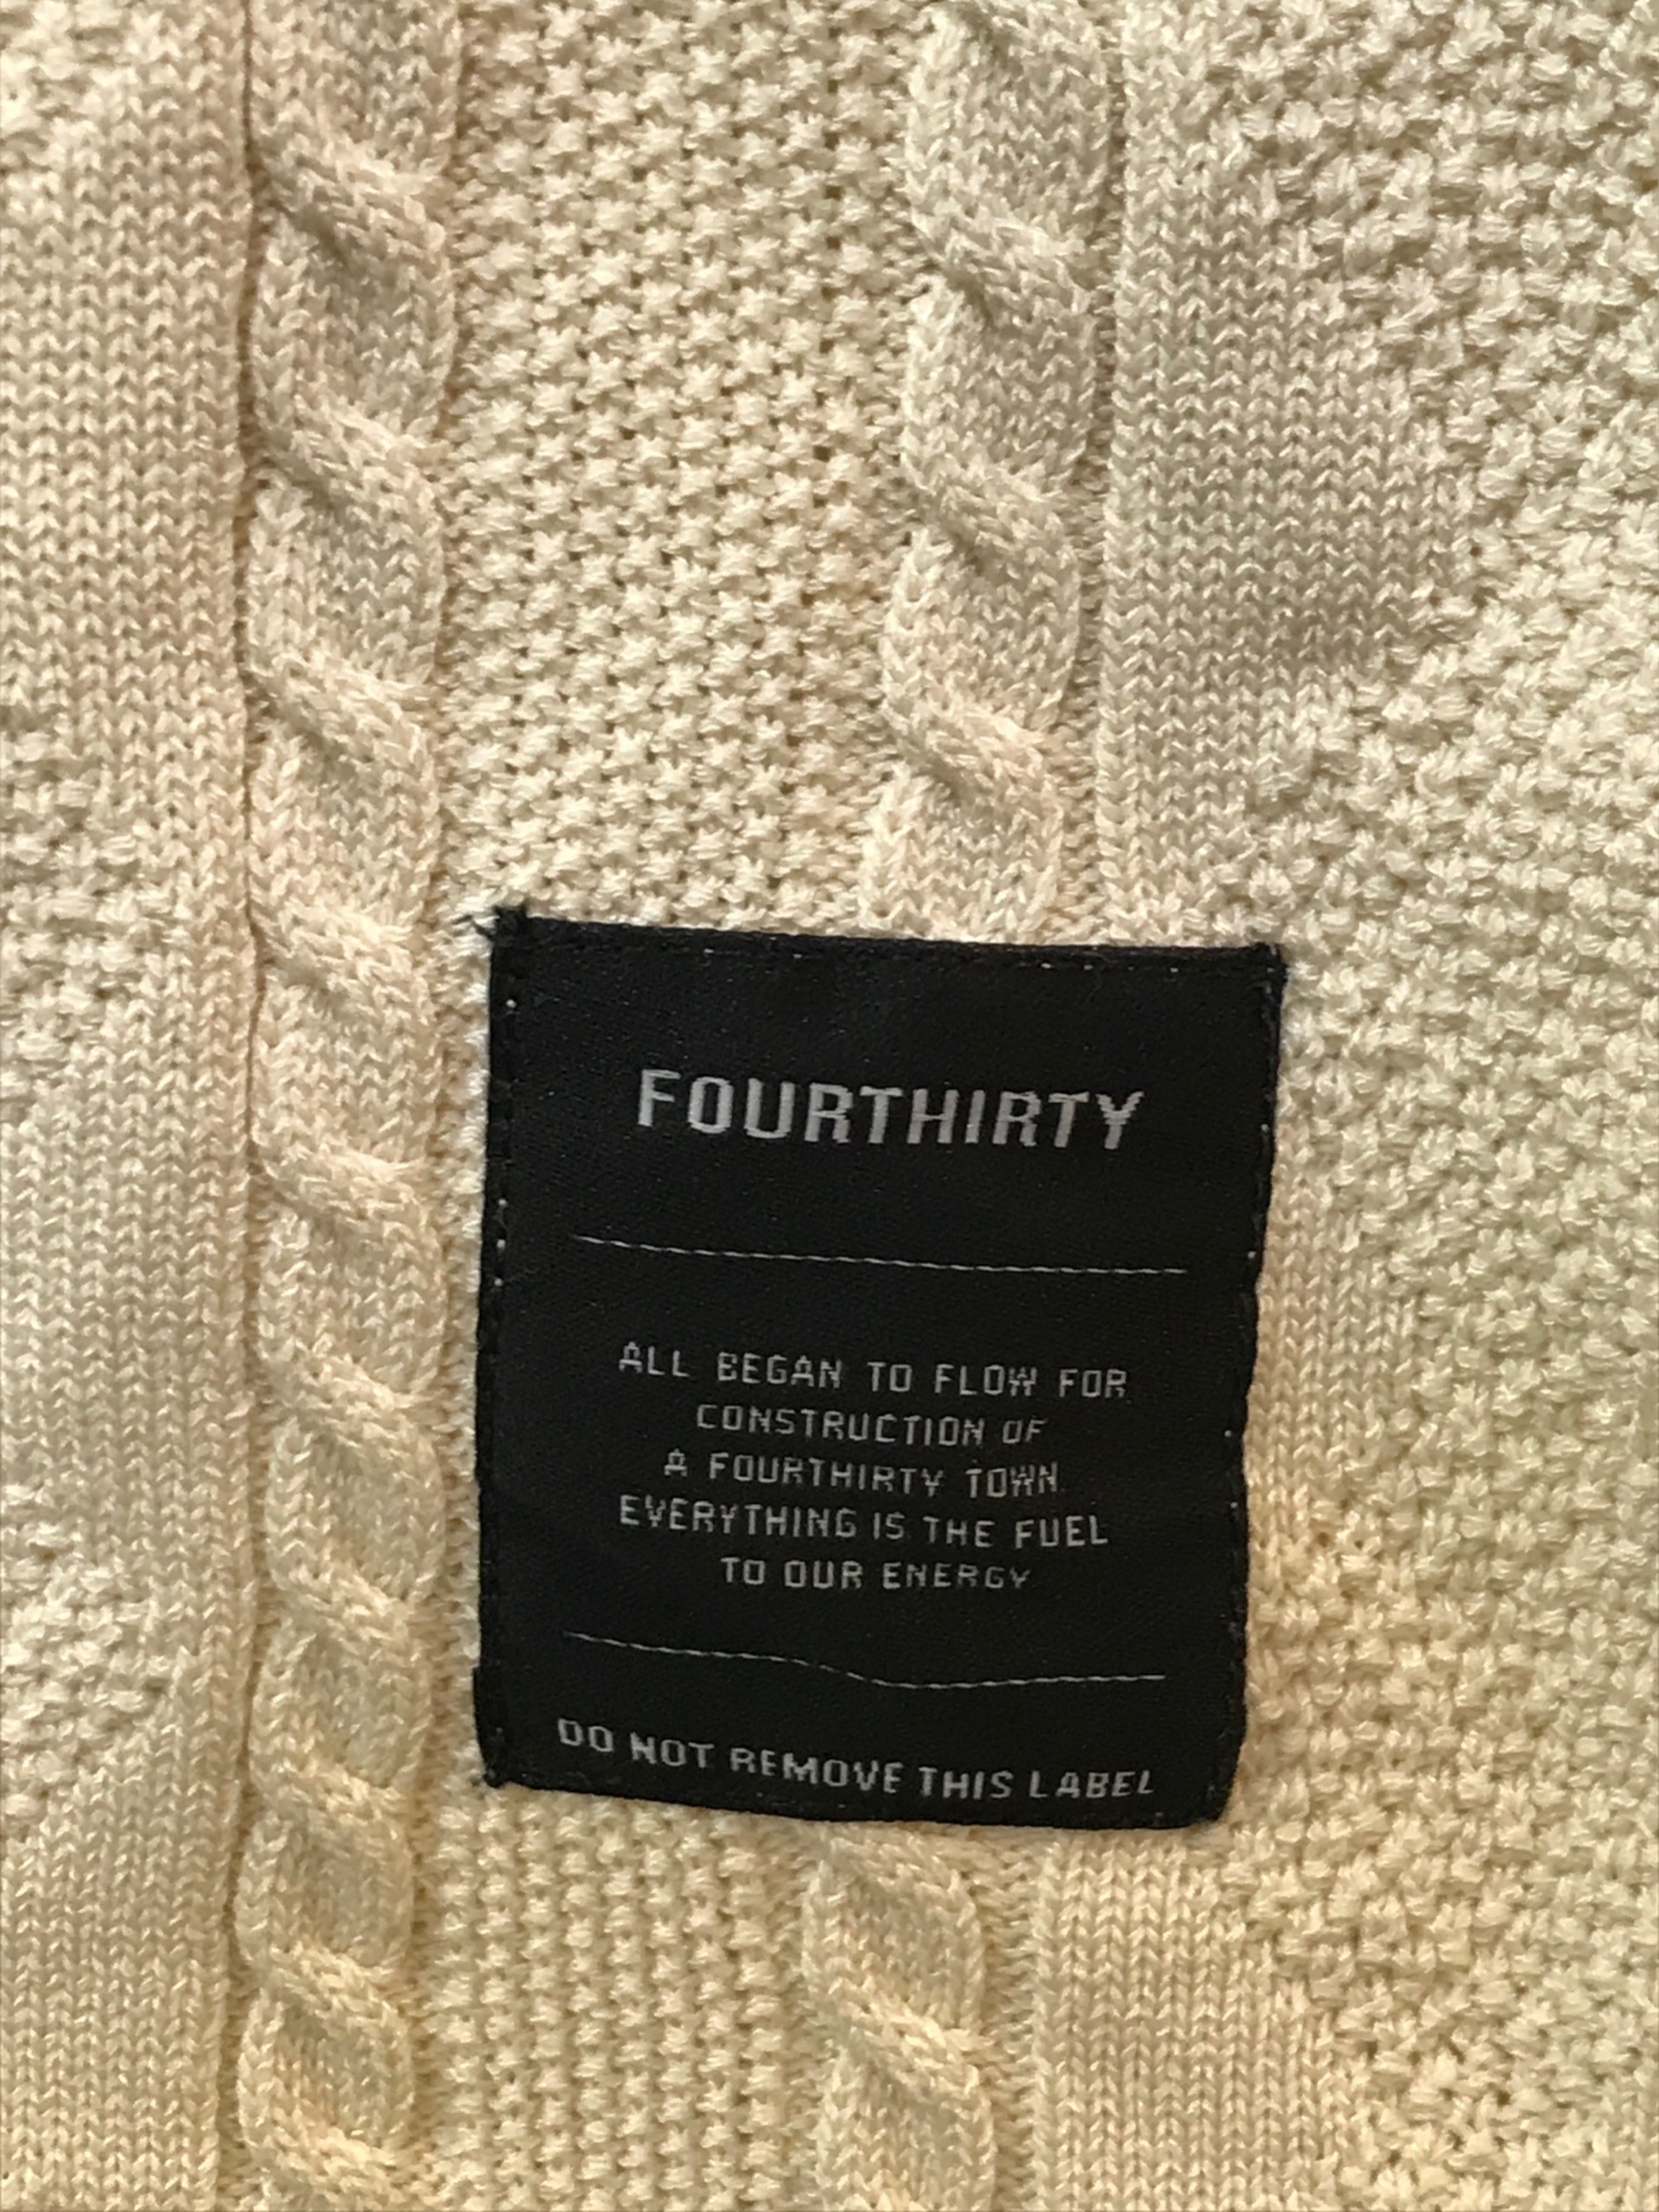 FOURTHIRTY
ALL BEGAN TO FLOW FOR
CONSTRUCTION OF
A FOURTHIRTY TOWN.
EVERYTHING IS THE FUEL
TO OUR ENERGY
DO NOT REMOVE THIS LABEL